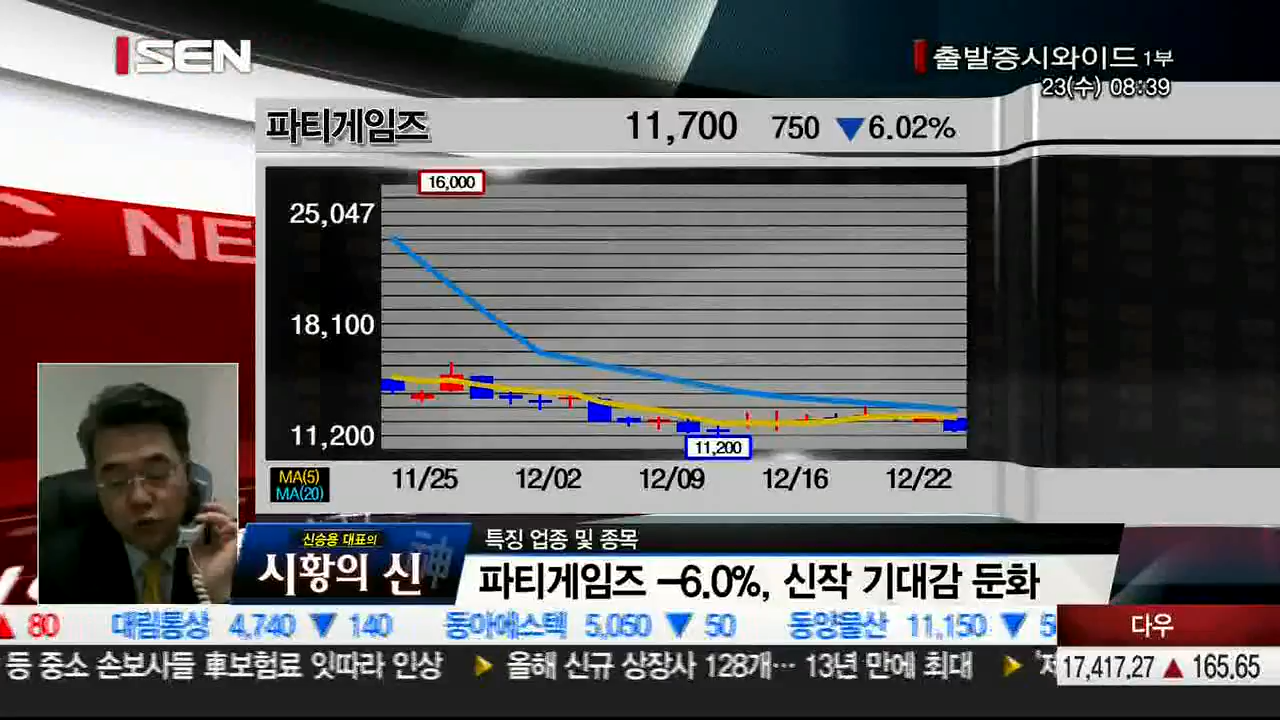 SEN
출발증시와이드 1부
23(수) 08:39
파티게임즈 11,700 750 ▼6.02%
NE
16,000
25,047
18,100
11,200
11,200
MA(5)
MA(20)
11/25 12/02 12/09 12/16 12/22
신승용 대표의
시황의 신
神
특징 업종 및 종목
파티게임즈 -6.0%, 신작 기대감 둔화
▲ 80 대림통상 4,740 ▼ 140 동아에스텍 5,060 ▼ 50 동양물산 11,150 ▼ 5
다우
등 중소 손보사들 車보험료 잇따라 인상 ▶ 올해 신규 상장사 128개… 13년 만에 최대 ▶
17,417.27 ▲ 165.65